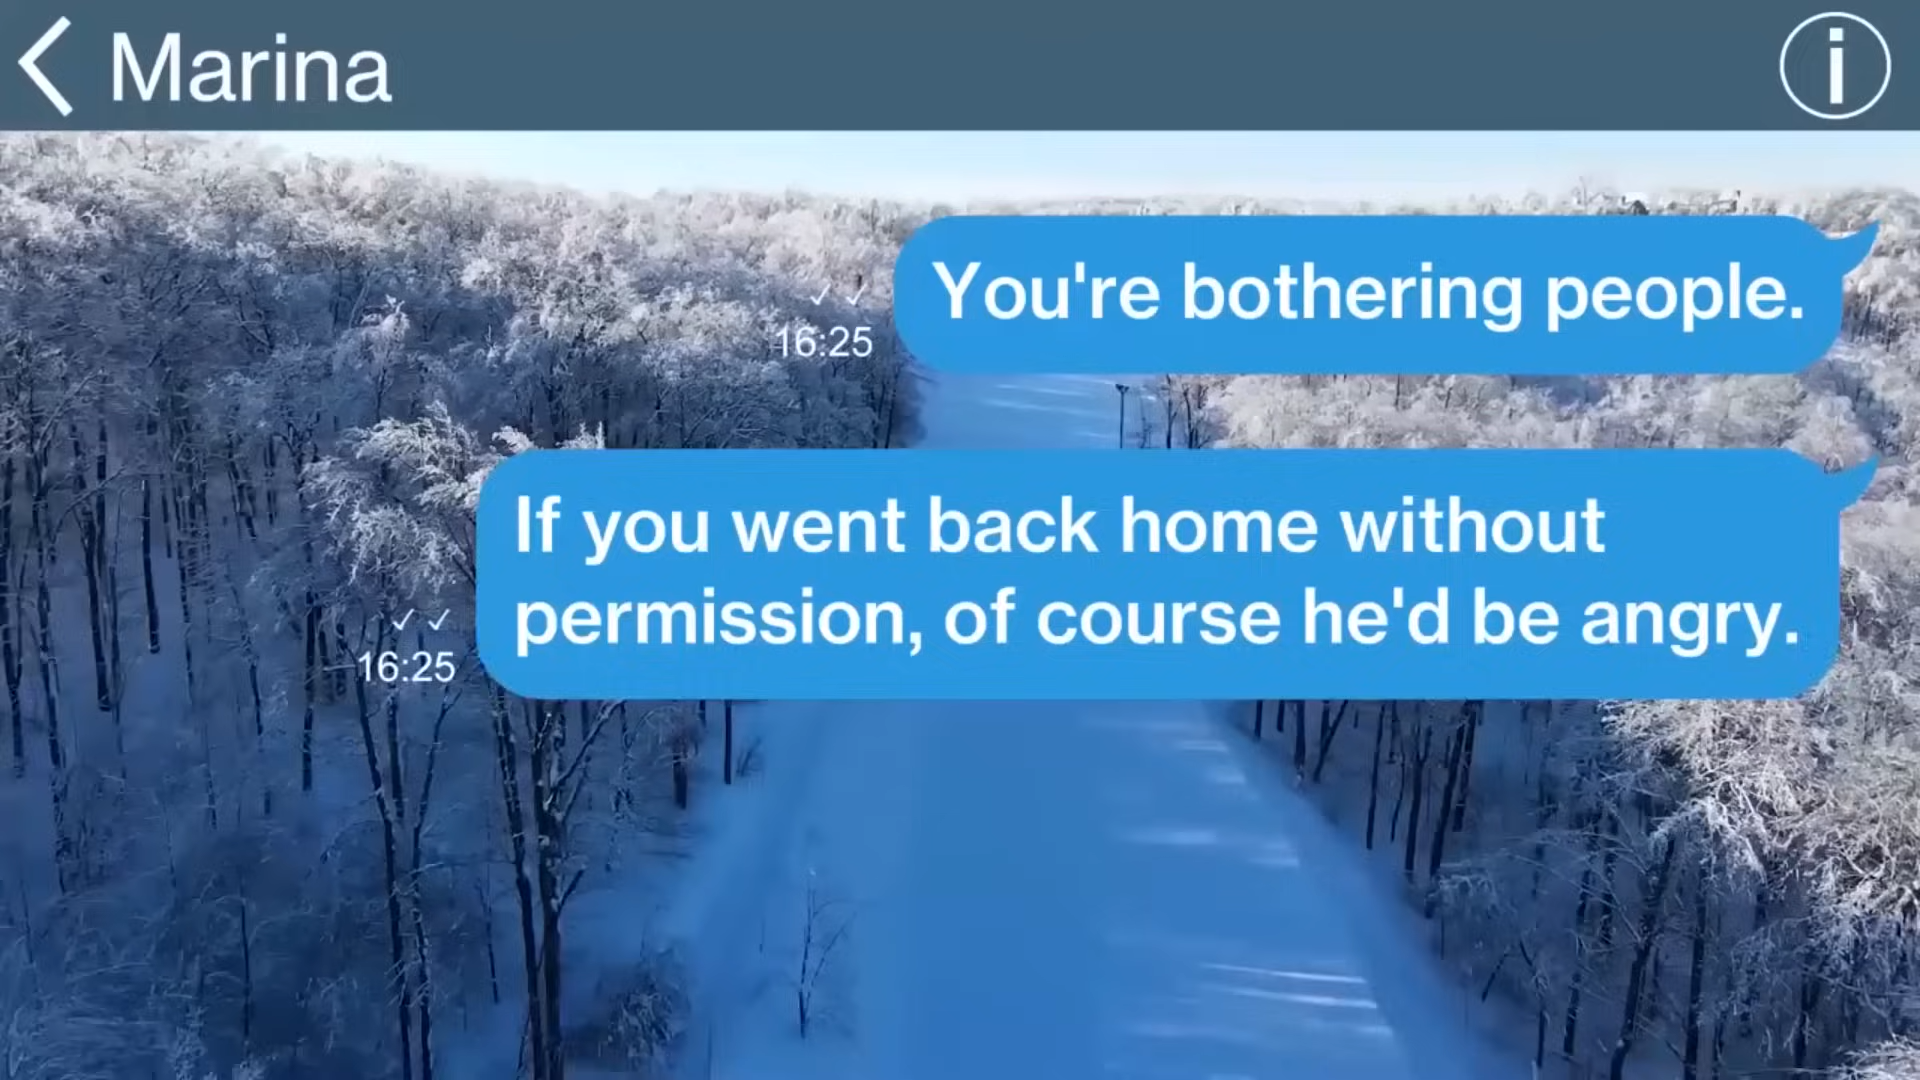 Marina
You're bothering people.
16:25
If you went back home without
permission, of course he'd be angry.
16:25